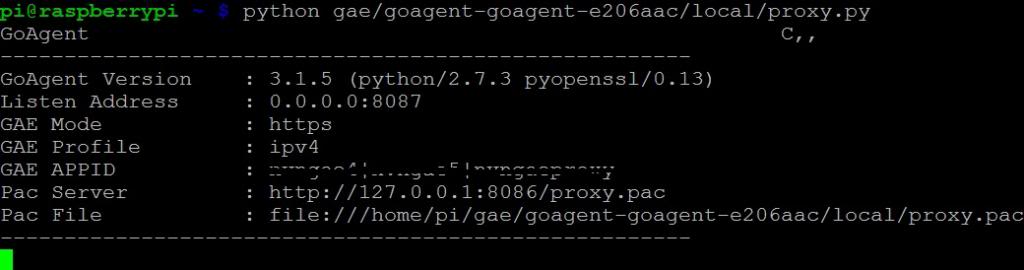 pi@raspberrypi ~ $ python gae/goagent-goagent-e206aac/local/proxy.py
GoAgent C,,
------------------------------------------------------
GoAgent Version : 3.1.5 (python/2.7.3 pyopenssl/0.13)
Listen Address : 0.0.0.0:8087
GAE Mode : https
GAE Profile : ipv4
GAE APPID :
Pac Server : http://127.0.0.1:8086/proxy.pac
Pac File : file:///home/pi/gae/goagent-goagent-e206aac/local/proxy.pac
------------------------------------------------------